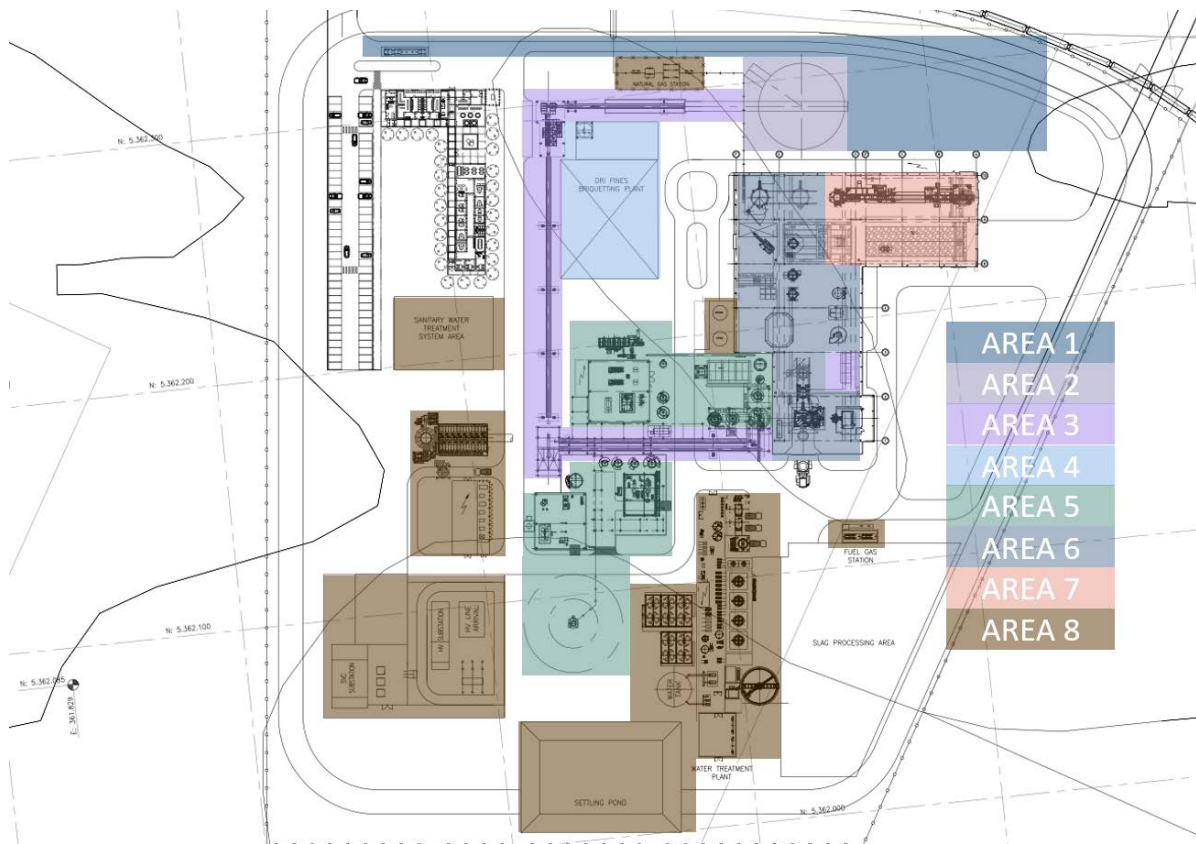 NATURAL GAS STATION
N: 5.362.300
DRI FINES
BRIQUETTING PLANT
SANITARY WATER
TREATMENT
SYSTEM AREA
AREA 1
AREA 2
AREA 3
AREA 4
AREA 5
AREA 6
AREA 7
AREA 8
N: 5.362.200
FUEL GAS
STATION
N: 5.362.100
HV SUBSTATION
HV LINE
ARRIVAL
SVC
SUBSTATION
SLAG PROCESSING AREA
N: 5.362.085
E: 361.829
WATER
TANK
WATER TREATMENT
PLANT
SETTLING POND
N: 5.362.000